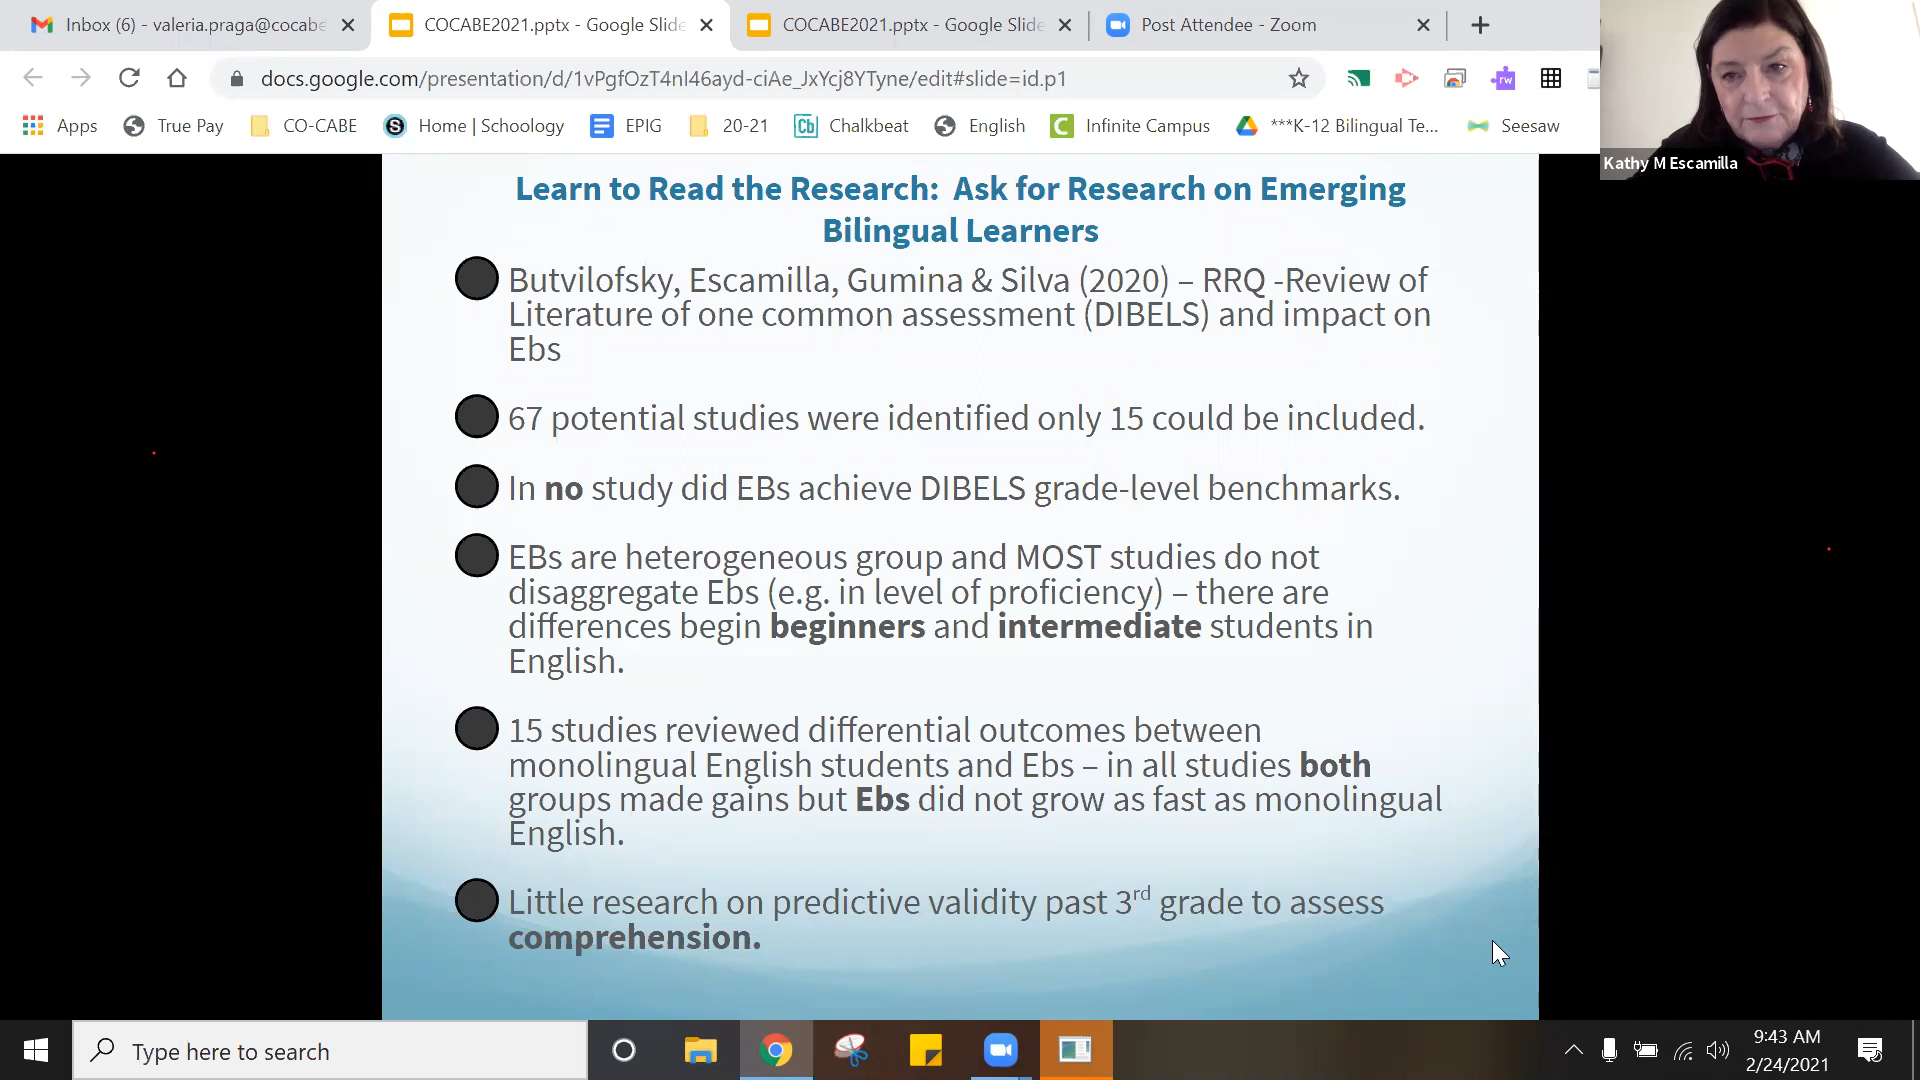 Inbox (6) - valeria.praga@cocabe
COCABE2021.pptx - Google Slide
COCABE2021.pptx - Google Slide
Post Attendee - Zoom
docs.google.com/presentation/d/1vPgfOzT4nI46ayd-ciAe_JxYcj8YTyne/edit#slide=id.p1
rw
Apps
True Pay
CO-CABE
S
Home | Schoology
EPIG
20-21
Cb
Chalkbeat
English
C
Infinite Campus
***K-12 Bilingual Te...
Seesaw
Kathy M Escamilla
Learn to Read the Research:  Ask for Research on Emerging
Bilingual Learners
Butvilofsky, Escamilla, Gumina & Silva (2020) – RRQ -Review of
Literature of one common assessment (DIBELS) and impact on
Ebs
67 potential studies were identified only 15 could be included.
In no study did EBs achieve DIBELS grade-level benchmarks.
EBs are heterogeneous group and MOST studies do not
disaggregate Ebs (e.g. in level of proficiency) – there are
differences begin beginners and intermediate students in
English.
15 studies reviewed differential outcomes between
monolingual English students and Ebs – in all studies both
groups made gains but Ebs did not grow as fast as monolingual
English.
Little research on predictive validity past 3rd grade to assess
comprehension.
Type here to search
9:43 AM
2/24/2021